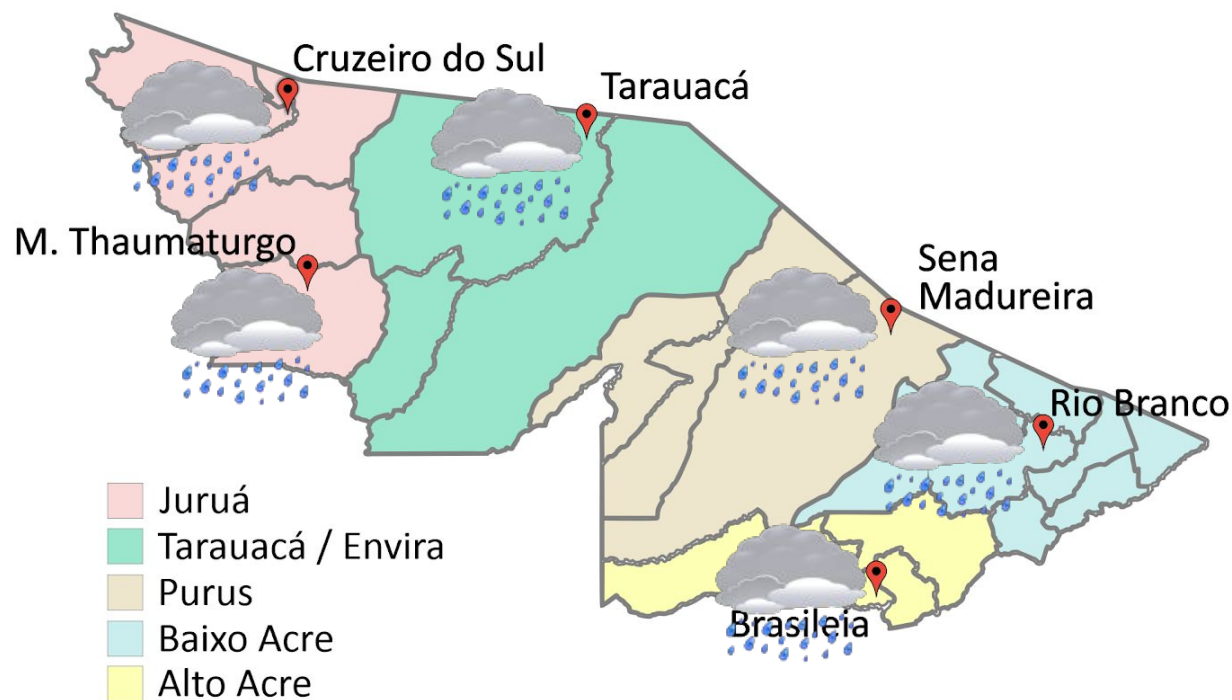 Cruzeiro do Sul
Tarauacá
M. Thaumaturgo
Sena
Madureira
Rio Branco
Brasileia
Juruá
Tarauacá / Envira
Purus
Baixo Acre
Alto Acre